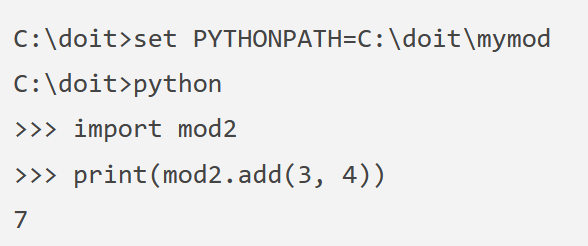 C:\doit>set PYTHONPATH=C:\doit\mymod
C:\doit>python
>>> import mod2
>>> print(mod2.add(3, 4))
7